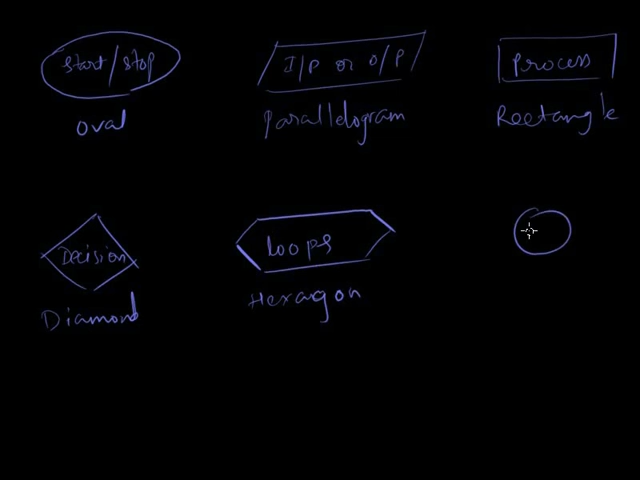 Start/Stop
Oval
I/P or O/P
Parallelogram
Process
Rectangle
Decision
Diamond
Loops
Hexagon